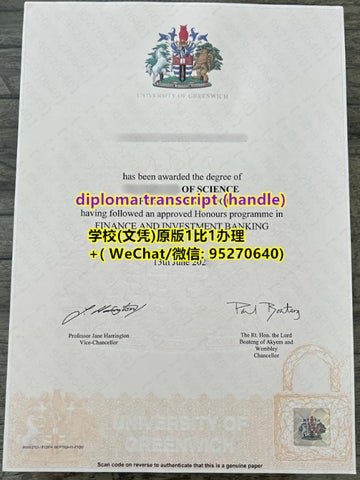 UNIVERSITY OF GREENWICH
has been awarded the degree of
OF SCIENCE
diploma transcript (handle)
having followed an approved Honours programme in
FINANCE AND INVESTMENT BANKING
学校(文凭)原版1比1办理
+( WeChat/微信: 95270640)
13th June 202
Professor Jane Harrington
Vice-Chancellor
The Rt. Hon. the Lord
Boateng of Akyem and
Wembley
Chancellor
UNIVERSITY OF
GREENWICH
Scan code on reverse to authenticate that this is a genuine paper